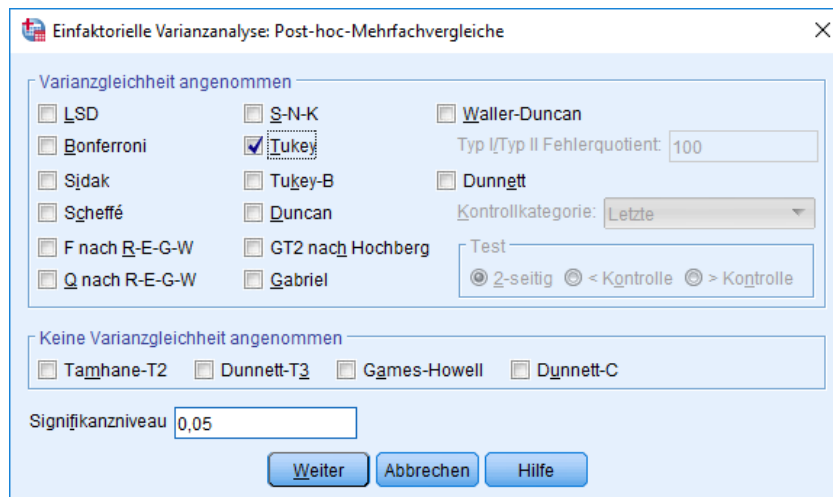 Einfaktorielle Varianzanalyse: Post-hoc-Mehrfachvergleiche
Varianzgleichheit angenommen
LSD S-N-K Waller-Duncan
Bonferroni Tukey Typ I/Typ II Fehlerquotient: 100
Sidak Tukey-B Dunnett
Scheffé Duncan Kontrollkategorie: Letzte
F nach R-E-G-W GT2 nach Hochberg Test
Q nach R-E-G-W Gabriel 2-seitig < Kontrolle > Kontrolle
Keine Varianzgleichheit angenommen
Tamhane-T2 Dunnett-T3 Games-Howell Dunnett-C
Signifikanzniveau 0,05
Weiter Abbrechen Hilfe